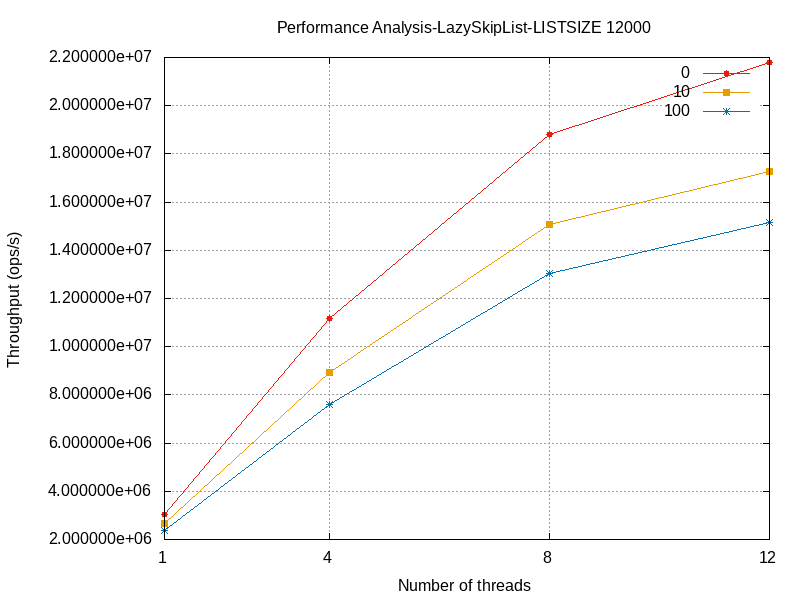 Performance Analysis-LazySkipList-LISTSIZE 12000
2.200000e+07
2.000000e+07
1.800000e+07
1.600000e+07
1.400000e+07
1.200000e+07
1.000000e+07
8.000000e+06
6.000000e+06
4.000000e+06
2.000000e+06
Throughput (ops/s)
0
10
100
1 4 8 12
Number of threads